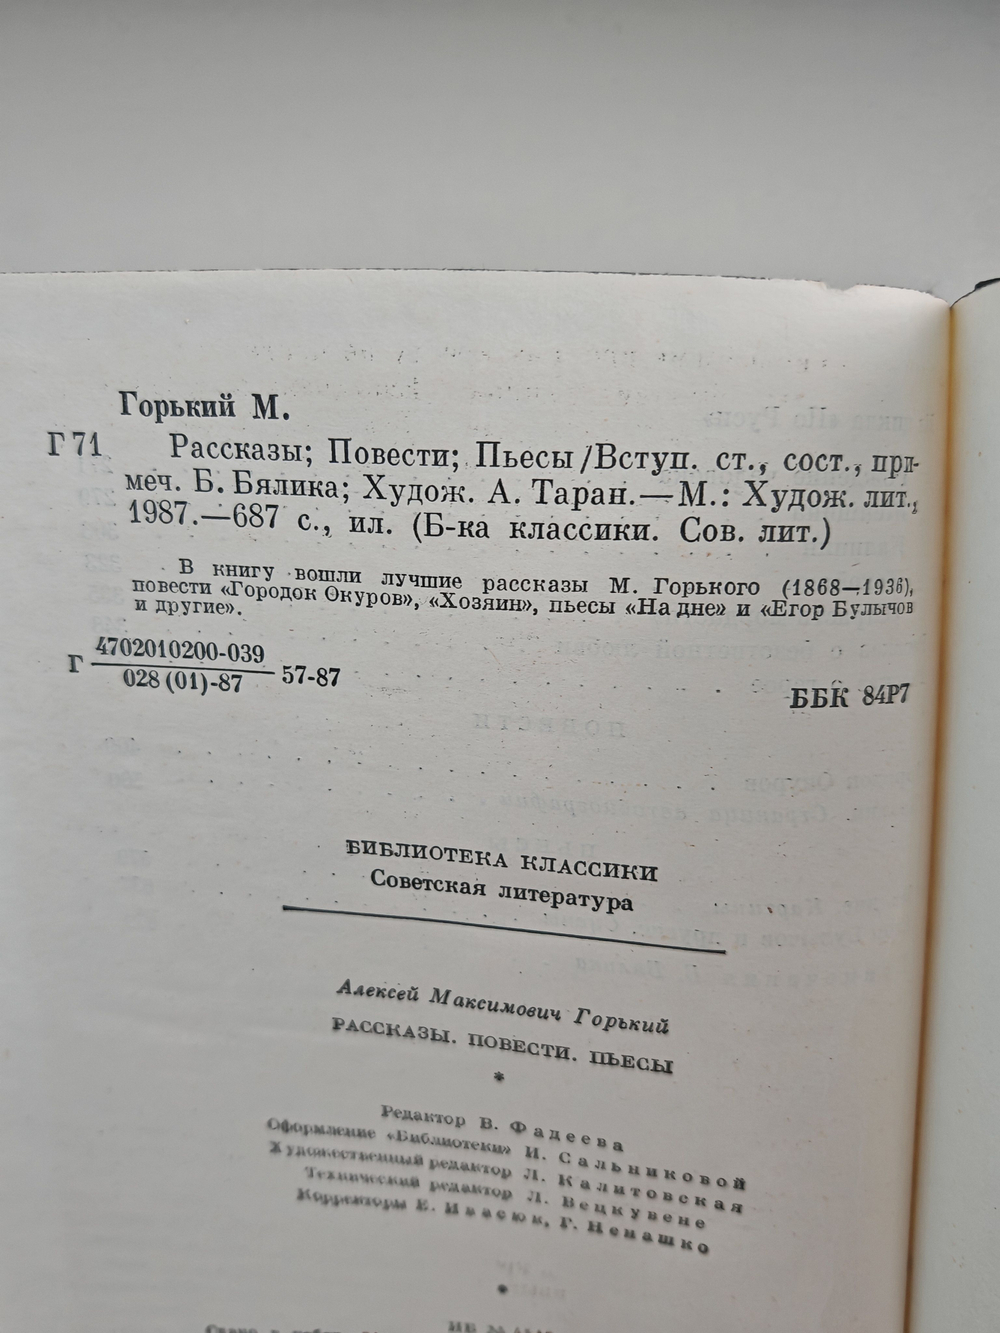 Горький М.
Г 71 Рассказы; Повести; Пьесы / Вступ. ст., сост., при-
меч. Б. Бялика; Худож. А. Таран. — М.: Худож. лит.,
1987. — 687 с., ил. (Б-ка классики. Сов. лит.)
В книгу вошли лучшие рассказы М. Горького (1868—1936),
повести «Городок Окуров», «Хозяин», пьесы «На дне» и «Егор Булычов
и другие».
Г 4702010200-039
028 (01)-87 57-87
ББК 84Р7
БИБЛИОТЕКА КЛАССИКИ
Советская литература
Алексей Максимович Горький
РАССКАЗЫ. ПОВЕСТИ. ПЬЕСЫ
*
Редактор В. Фадеева
Оформление «Библиотеки» И. Сальниковой
Художественный редактор Л. Калитовская
Технический редактор Л. Вецкувене
Корректоры Е. Ивасюк, Г. Ненашко
*